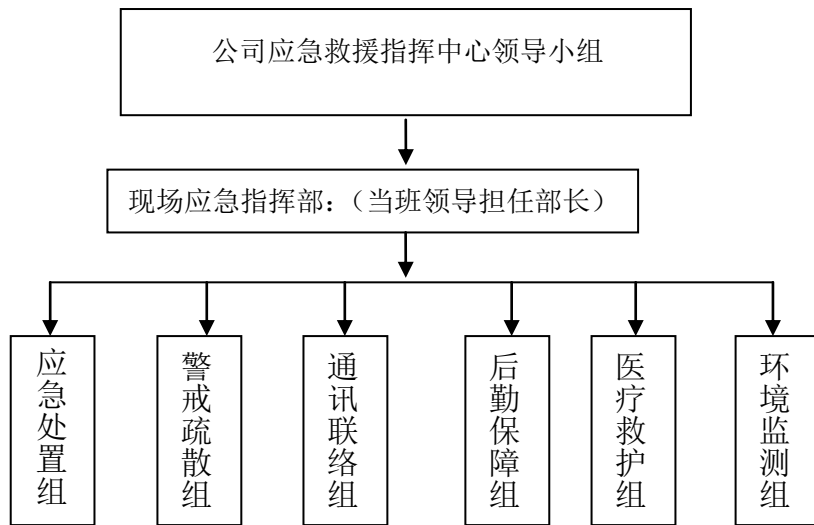 公司应急救援指挥中心领导小组
现场应急指挥部：（当班领导担任部长）
应急处置组
警戒疏散组
通讯联络组
后勤保障组
医疗救护组
环境监测组